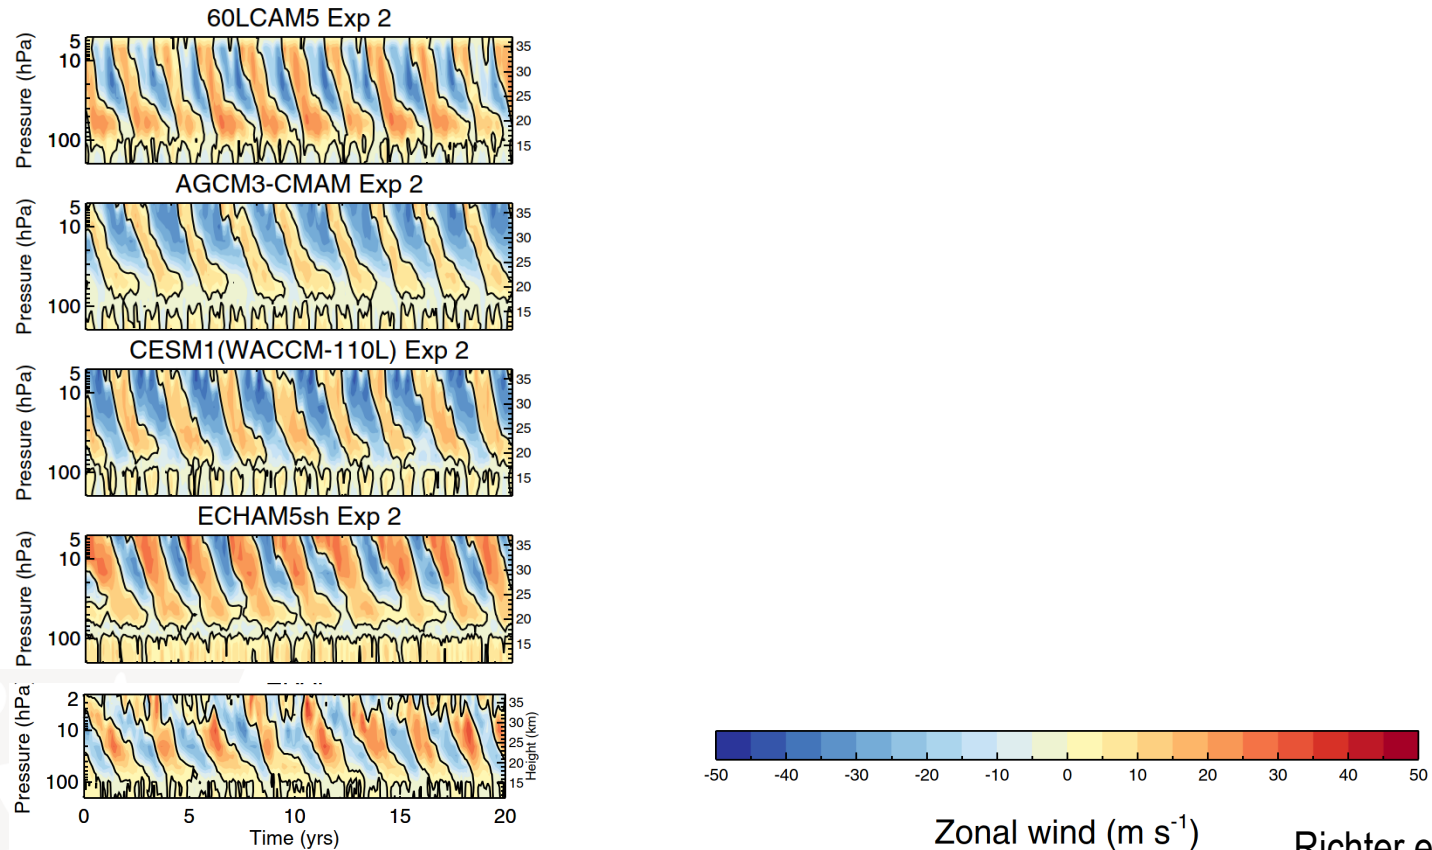 60LCAM5 Exp 2
Pressure (hPa)
5
10
100
35
30
25
20
15
AGCM3-CMAM Exp 2
Pressure (hPa)
5
10
100
35
30
25
20
15
CESM1(WACCM-110L) Exp 2
Pressure (hPa)
5
10
100
35
30
25
20
15
ECHAM5sh Exp 2
Pressure (hPa)
5
10
100
35
30
25
20
15
Pressure (hPa)
2
10
100
35
30
25
20
15
Height (km)
0 5 10 15 20
Time (yrs)
-50 -40 -30 -20 -10 0 10 20 30 40 50
Zonal wind (m s-1)
Richter e